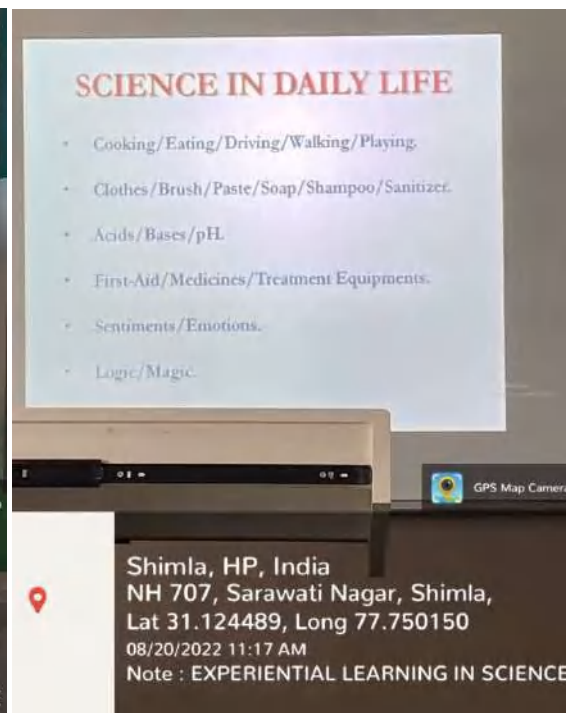 SCIENCE IN DAILY LIFE
• Cooking/Eating/Driving/Walking/Playing.
• Clothes/Brush/Paste/Soap/Shampoo/Sanitizer.
• Acids/Bases/pH.
• First-Aid/Medicines/Treatment Equipments.
• Sentiments/Emotions.
• Logic/Magic.
GPS Map Camera
Shimla, HP, India
NH 707, Sarawati Nagar, Shimla,
Lat 31.124489, Long 77.750150
08/20/2022 11:17 AM
Note : EXPERIENTIAL LEARNING IN SCIENCE